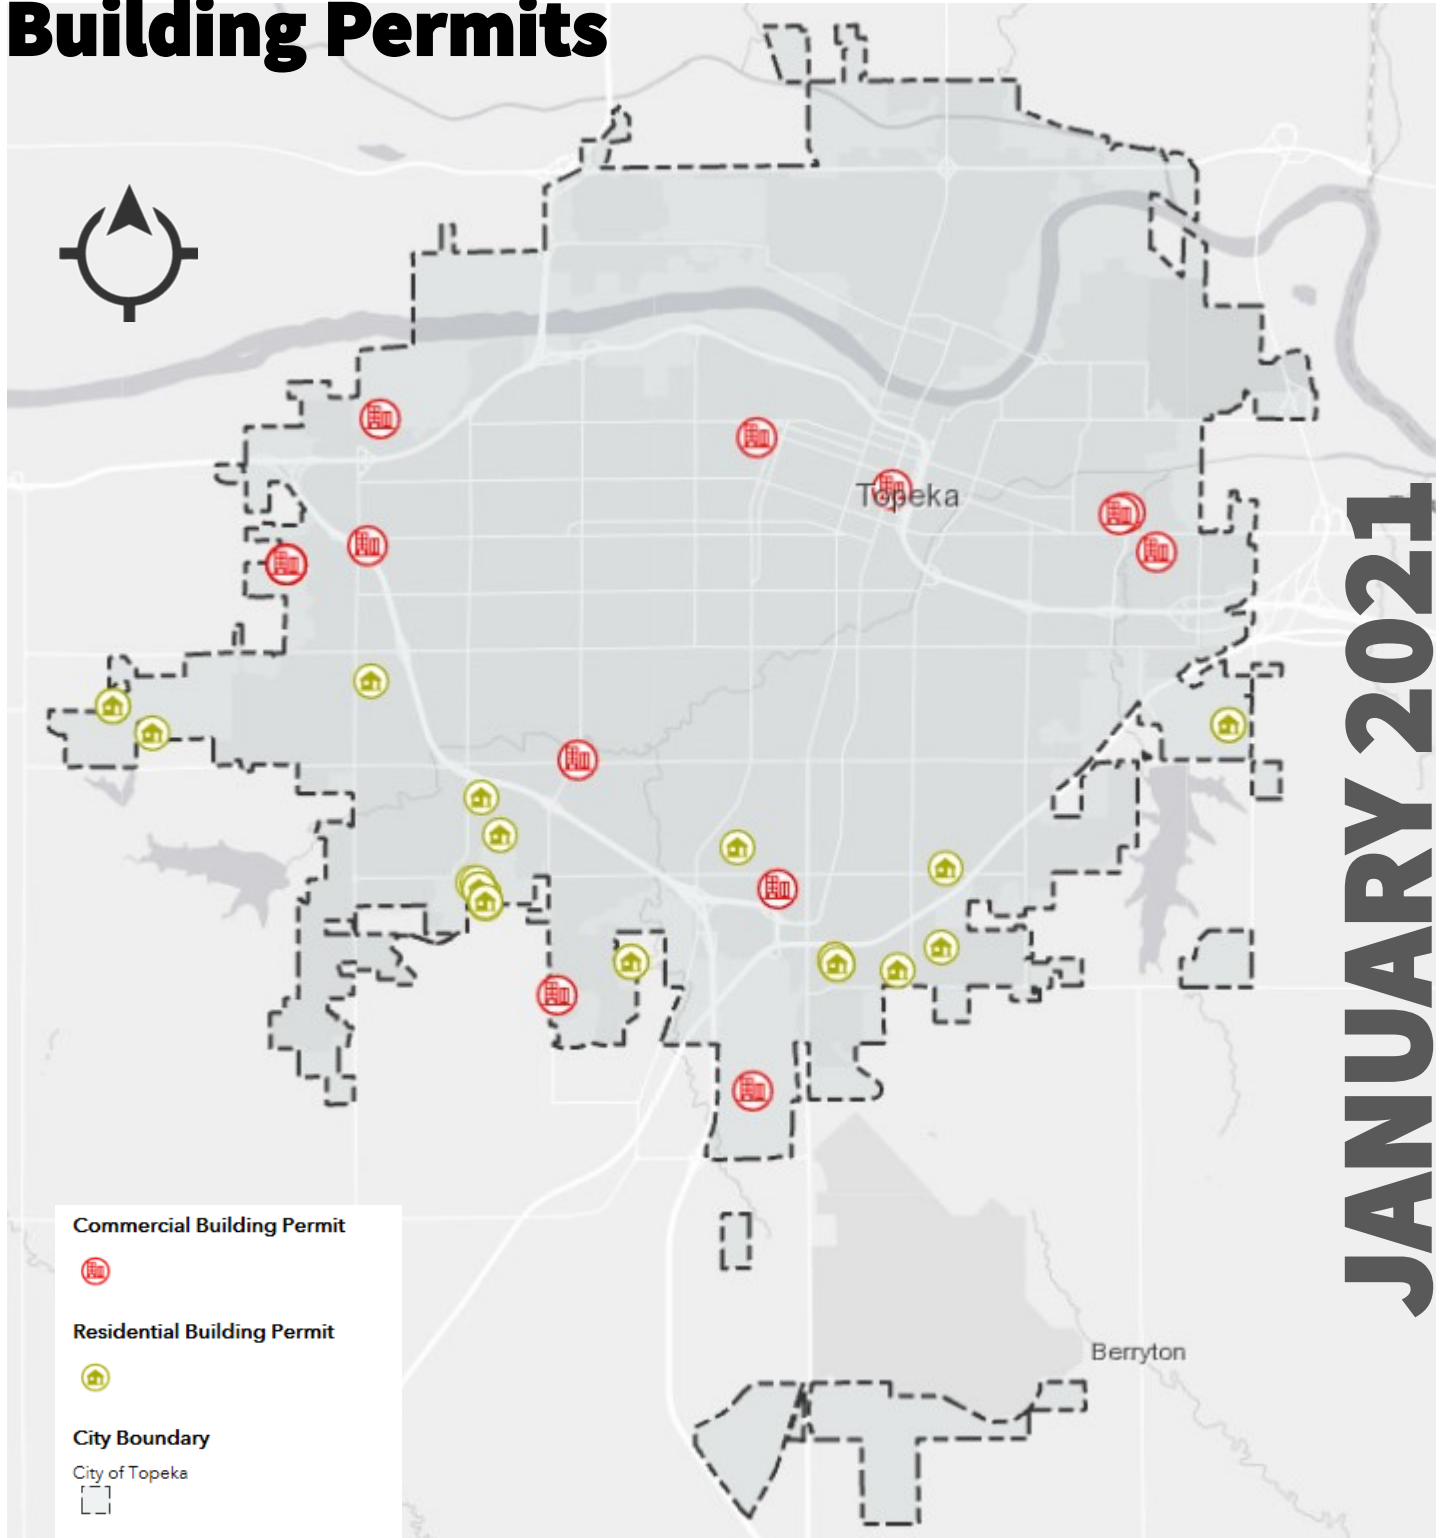 Building Permits
Topeka
JANUARY 2021
Commercial Building Permit
Residential Building Permit
Berryton
City Boundary
City of Topeka